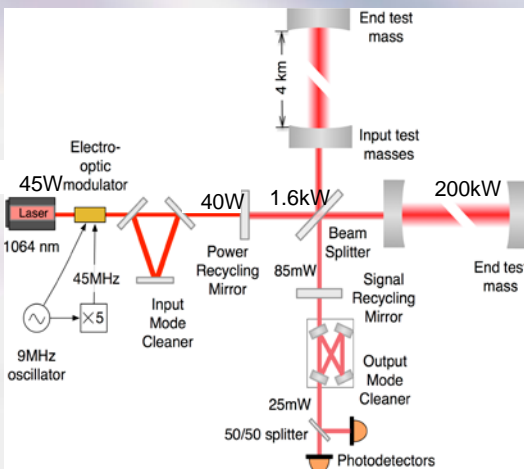 End test
mass
4 km
Input test
masses
Electro-
optic
modulator
45W
Laser
1064 nm
40W
1.6kW
200kW
Power
Recycling
Mirror
Beam
Splitter
End test
mass
45MHz
×5
9MHz
oscillator
Input
Mode
Cleaner
85mW
Signal
Recycling
Mirror
Output
Mode
Cleaner
25mW
50/50 splitter
Photodetectors